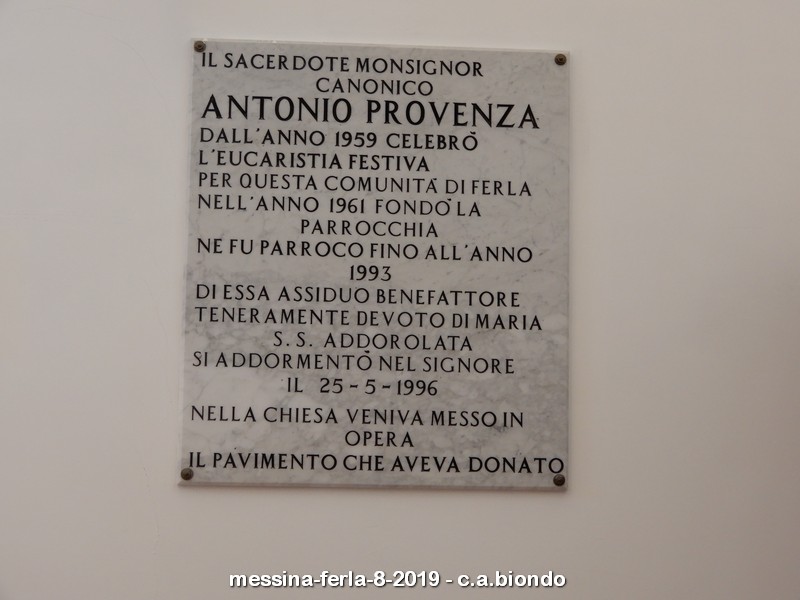 IL SACERDOTE MONSIGNOR
CANONICO
ANTONIO PROVENZA
DALL'ANNO 1959 CELEBRÒ
L'EUCARISTIA FESTIVA
PER QUESTA COMUNITÀ DI FERLA
NELL'ANNO 1961 FONDÒ LA
PARROCCHIA
NE FU PARROCO FINO ALL'ANNO
1993
DI ESSA ASSIDUO BENEFATTORE
TENERAMENTE DEVOTO DI MARIA
S.S. ADDOROLATA
SI ADDORMENTÒ NEL SIGNORE
IL 25-5-1996
NELLA CHIESA VENIVA MESSO IN
OPERA
IL PAVIMENTO CHE AVEVA DONATO
messina-ferla-8-2019 - c.a.biondo